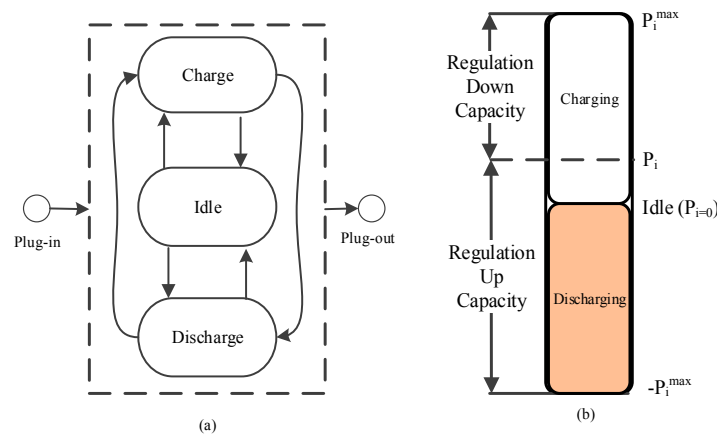 Charge
Idle
Discharge
Plug-in
Plug-out
(a)
Regulation
Down
Capacity
Regulation
Up
Capacity
Charging
Discharging
P_i^max
P_i
Idle (P_i=0)
-P_i^max
(b)